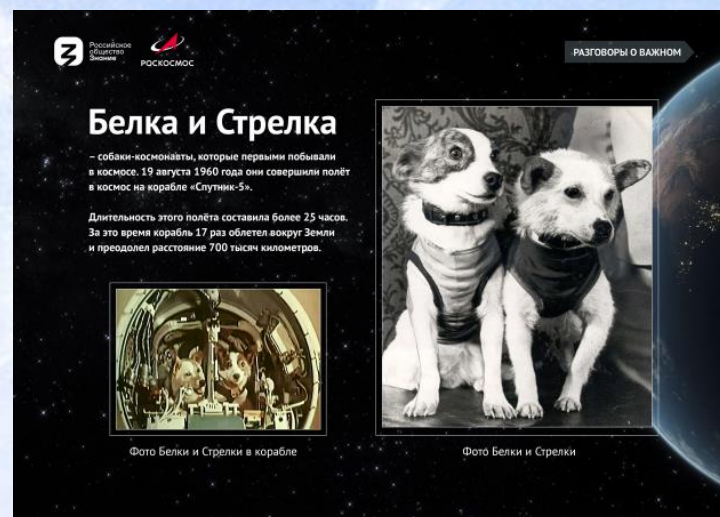 Российское
общество
Знание
РОСКОСМОС
РАЗГОВОРЫ О ВАЖНОМ
Белка и Стрелка
– собаки-космонавты, которые первыми побывали
в космосе. 19 августа 1960 года они совершили полёт
в космос на корабле «Спутник-5».
Длительность этого полёта составила более 25 часов.
За это время корабль 17 раз облетел вокруг Земли
и преодолел расстояние 700 тысяч километров.
Фото Белки и Стрелки в корабле
Фото Белки и Стрелки